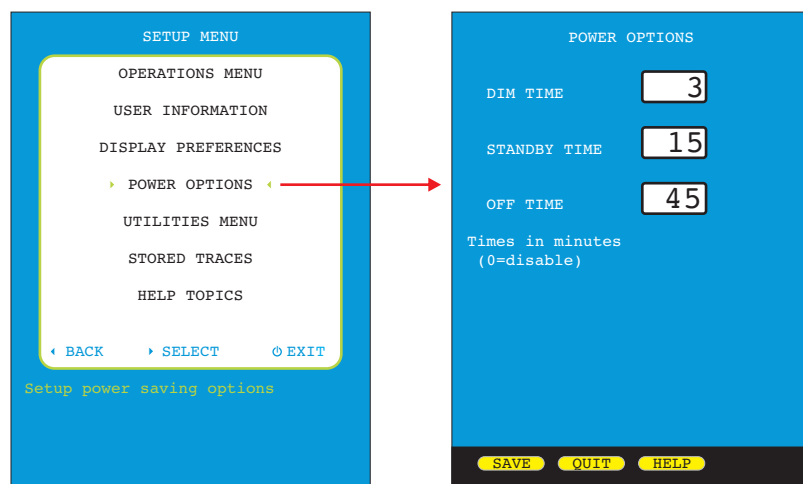 SETUP MENU
OPERATIONS MENU
USER INFORMATION
DISPLAY PREFERENCES
POWER OPTIONS
UTILITIES MENU
STORED TRACES
HELP TOPICS
BACK SELECT EXIT
Setup power saving options
POWER OPTIONS
DIM TIME 3
STANDBY TIME 15
OFF TIME 45
Times in minutes
(0=disable)
SAVE QUIT HELP